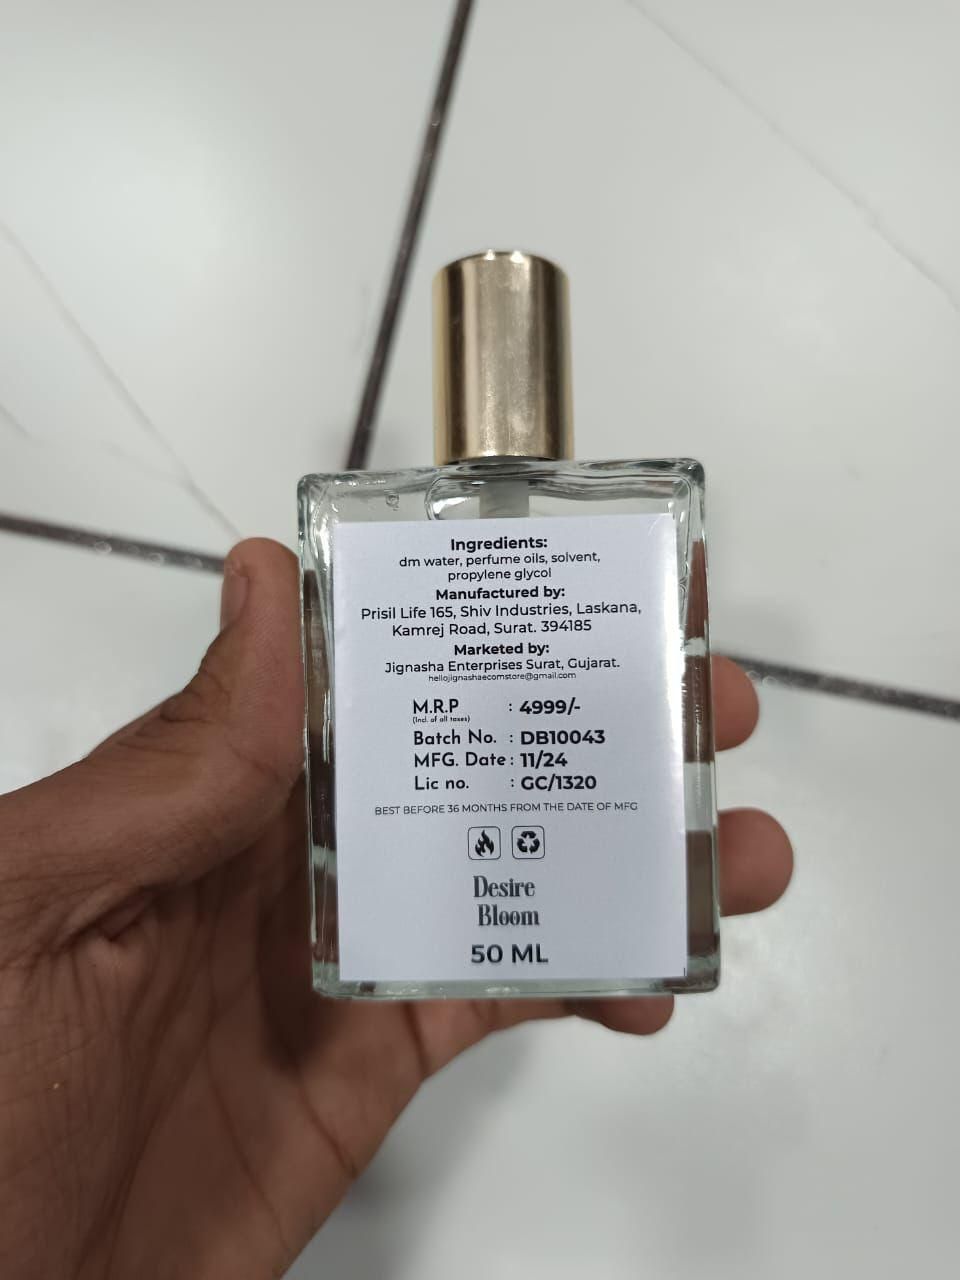 Ingredients:
dm water, perfume oils, solvent,
propylene glycol
Manufactured by:
Prisil Life 165, Shiv Industries, Laskana,
Kamrej Road, Surat. 394185
Marketed by:
Jignasha Enterprises Surat, Gujarat.
hellojignashaecomstore@gmail.com
M.R.P : 4999/-
(Incl. of all taxes)
Batch No. : DB10043
MFG. Date : 11/24
Lic no. : GC/1320
BEST BEFORE 36 MONTHS FROM THE DATE OF MFG
Desire
Bloom
50 ML